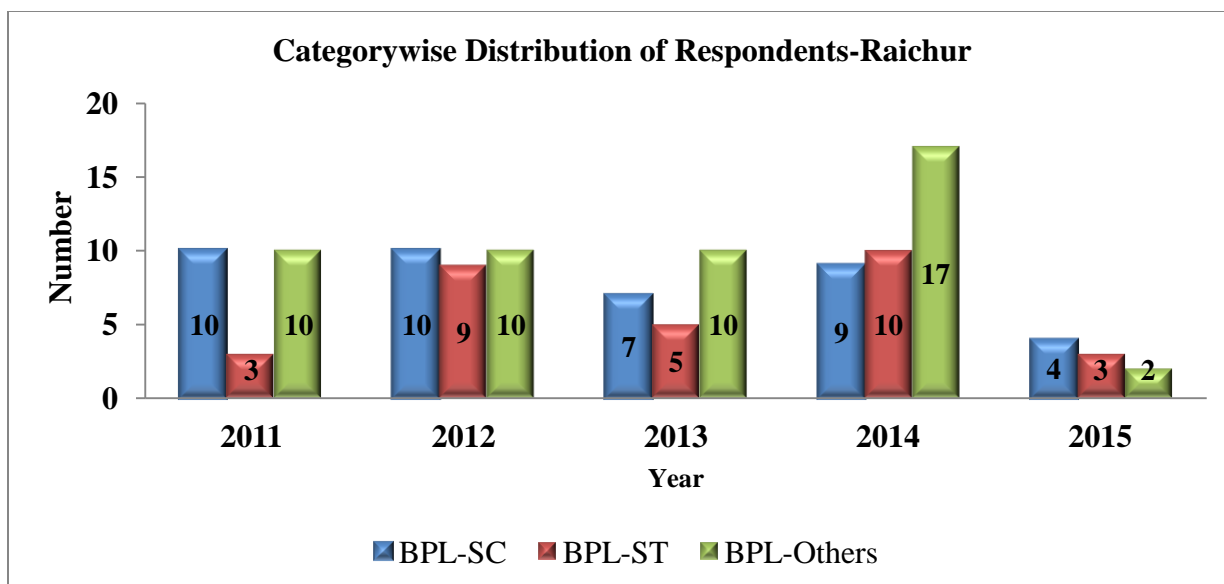 Categorywise Distribution of Respondents-Raichur
20
15
10
5
0
Number
10 3 10
10 9 10
7 5 10
9 10 17
4 3 2
2011 2012 2013 2014 2015
Year
BPL-SC BPL-ST BPL-Others